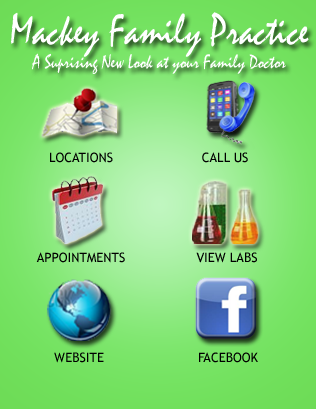 Mackey Family Practice
A Suprising New Look at your Family Doctor
LOCATIONS
CALL US
APPOINTMENTS
VIEW LABS
WEBSITE
FACEBOOK